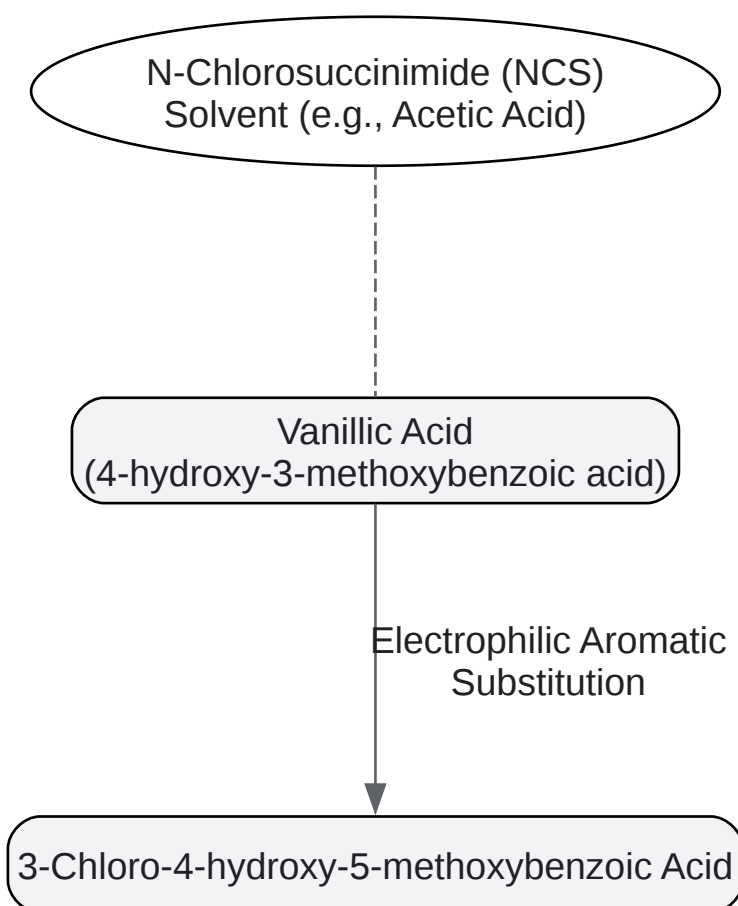 N-Chlorosuccinimide (NCS)
Solvent (e.g., Acetic Acid)
Vanillic Acid
(4-hydroxy-3-methoxybenzoic acid)
Electrophilic Aromatic
Substitution
3-Chloro-4-hydroxy-5-methoxybenzoic Acid